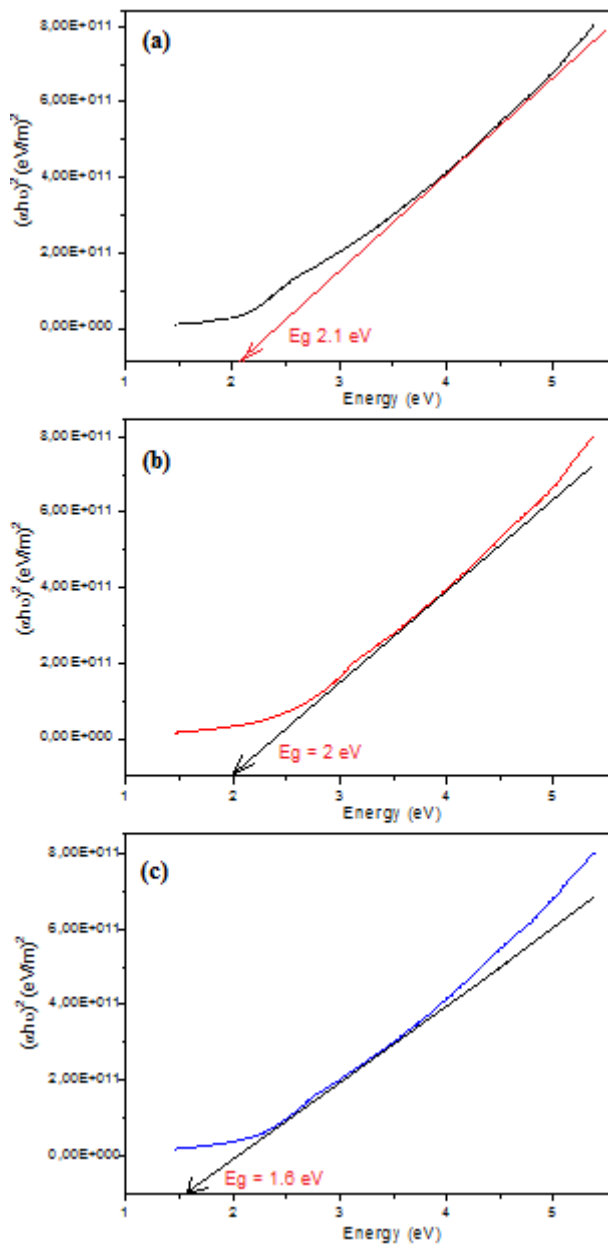 (a)
8,00E+011
6,00E+011
4,00E+011
2,00E+011
0,00E+000
(αhυ)² (eV/m)²
Eg 2.1 eV
1 2 3 4 5
Energy (eV)
(b)
8,00E+011
6,00E+011
4,00E+011
2,00E+011
0,00E+000
(αhυ)² (eV/m)²
Eg = 2 eV
1 2 3 4 5
Energy (eV)
(c)
8,00E+011
6,00E+011
4,00E+011
2,00E+011
0,00E+000
(αhυ)² (eV/m)²
Eg = 1.6 eV
1 2 3 4 5
Energy (eV)